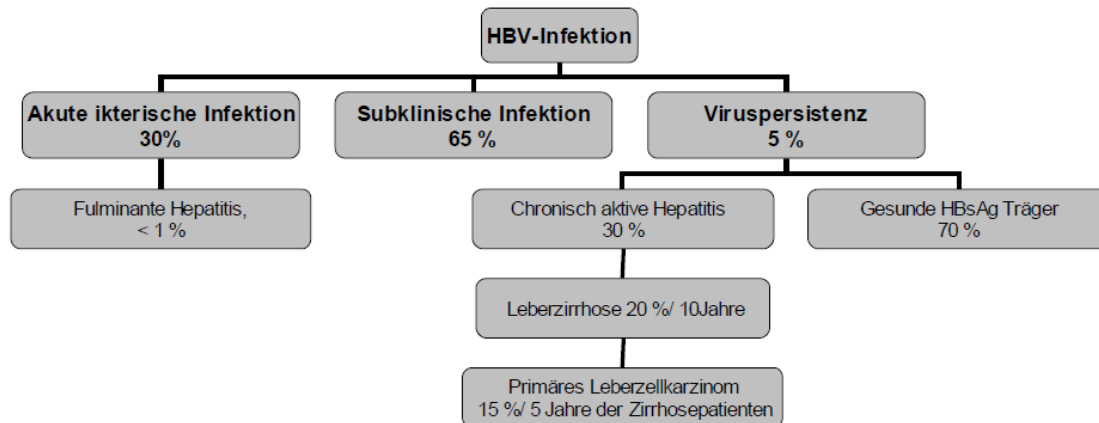 HBV-Infektion
Akute ikterische Infektion
30%
Subklinische Infektion
65 %
Viruspersistenz
5 %
Fulminante Hepatitis,
< 1 %
Chronisch aktive Hepatitis
30 %
Gesunde HBsAg Träger
70 %
Leberzirrhose 20 %/ 10Jahre
Primäres Leberzellkarzinom
15 %/ 5 Jahre der Zirrhosepatienten